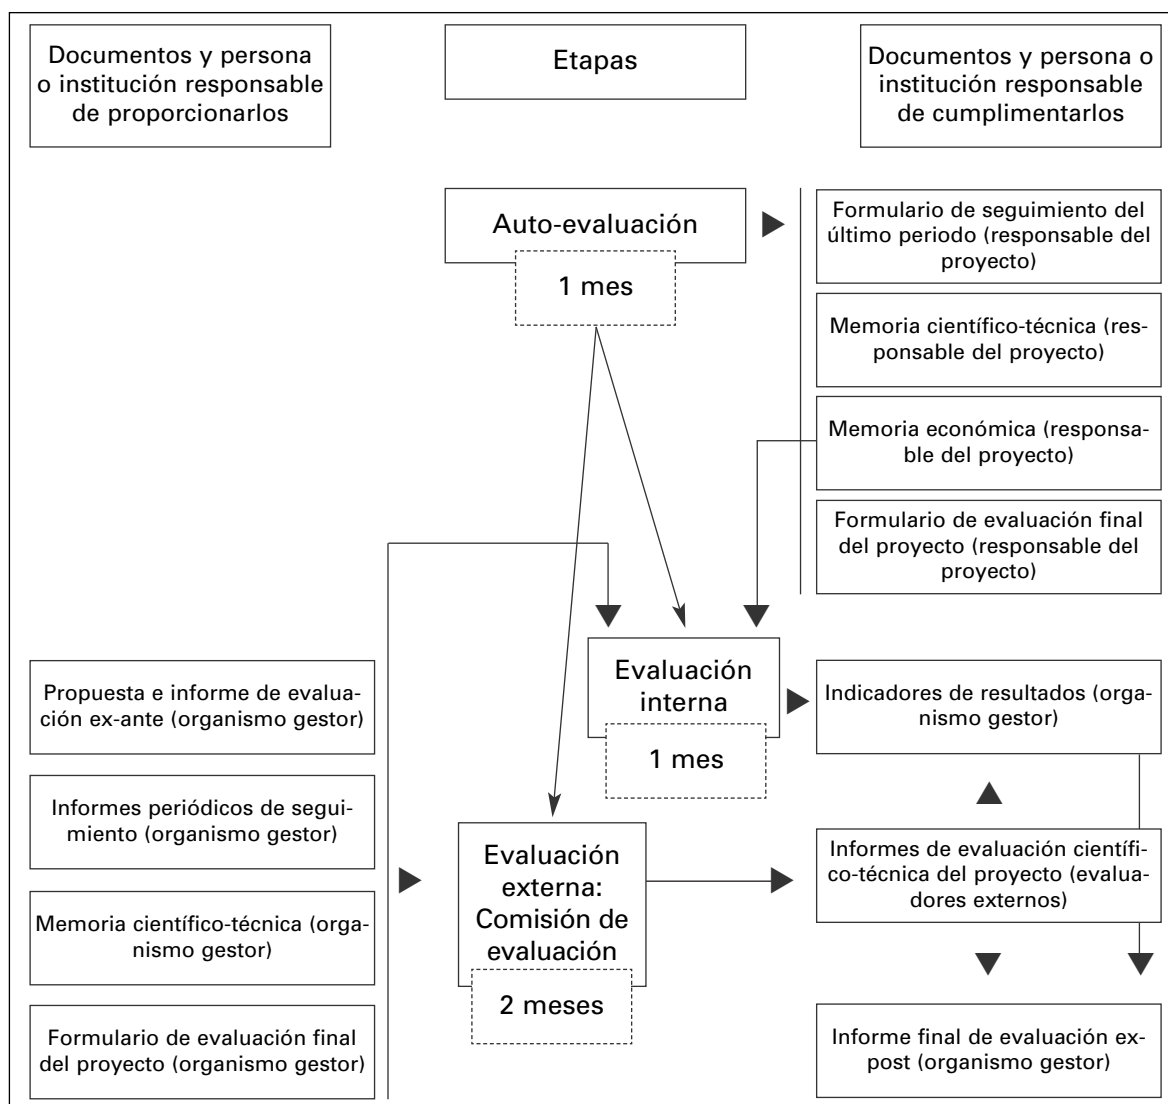 Documentos y persona
o institución responsable
de proporcionarlos
Etapas
Documentos y persona o
institución responsable
de cumplimentarlos
Auto-evaluación
1 mes
Formulario de seguimiento del
último periodo (responsable del
proyecto)
Memoria científico-técnica (res-
ponsable del proyecto)
Memoria económica (responsa-
ble del proyecto)
Formulario de evaluación final
del proyecto (responsable del
proyecto)
Evaluación
interna
1 mes
Propuesta e informe de evalua-
ción ex-ante (organismo gestor)
Indicadores de resultados (orga-
nismo gestor)
Informes periódicos de segui-
miento (organismo gestor)
Evaluación
externa:
Comisión de
evaluación
2 meses
Informes de evaluación científi-
co-técnica del proyecto (evalua-
dores externos)
Memoria científico-técnica (orga-
nismo gestor)
Formulario de evaluación final
del proyecto (organismo gestor)
Informe final de evaluación ex-
post (organismo gestor)